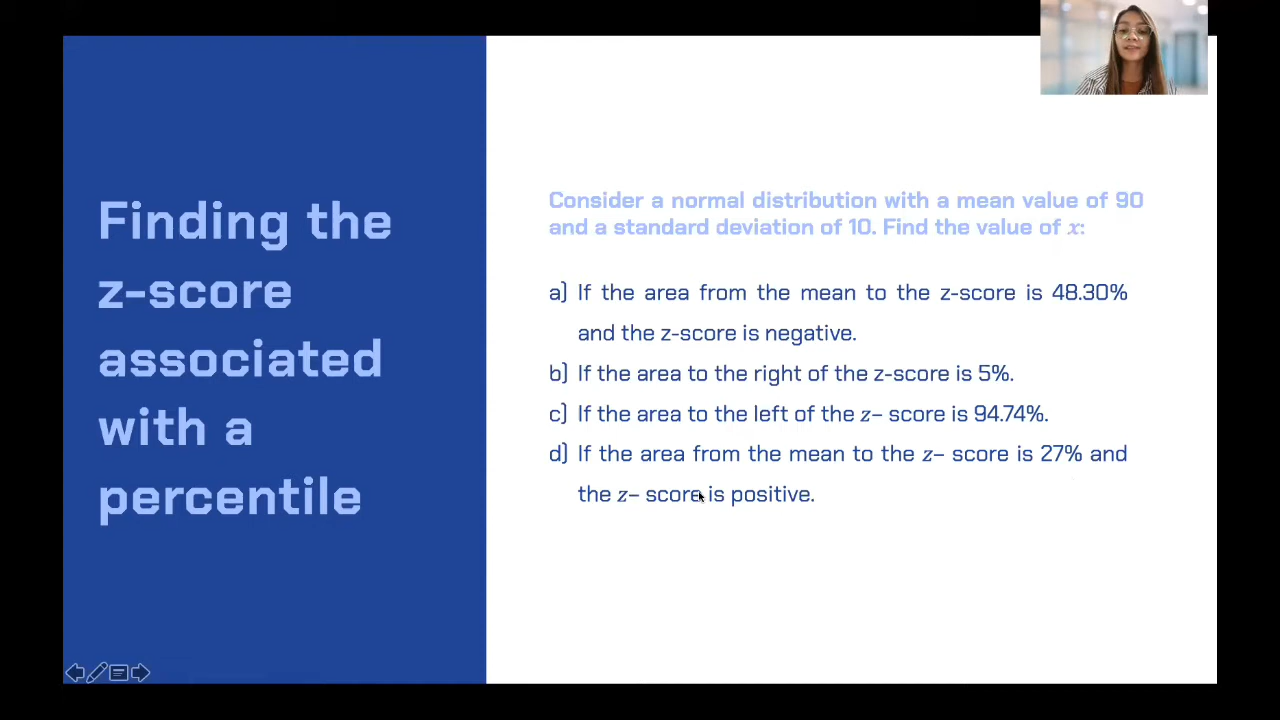 Finding the
z-score
associated
with a
percentile
Consider a normal distribution with a mean value of 90
and a standard deviation of 10. Find the value of x:
a) If the area from the mean to the z-score is 48.30%
and the z-score is negative.
b) If the area to the right of the z-score is 5%.
c) If the area to the left of the z– score is 94.74%.
d) If the area from the mean to the z– score is 27% and
the z– score is positive.